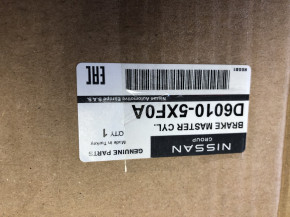 NISSAN
GROUP
GENUINE PARTS
BRAKE MASTER CYL.
Made in Turkey
D6010-5XF0A
QTY 1
Nissan Automotive Europe S.A.S.
EAC